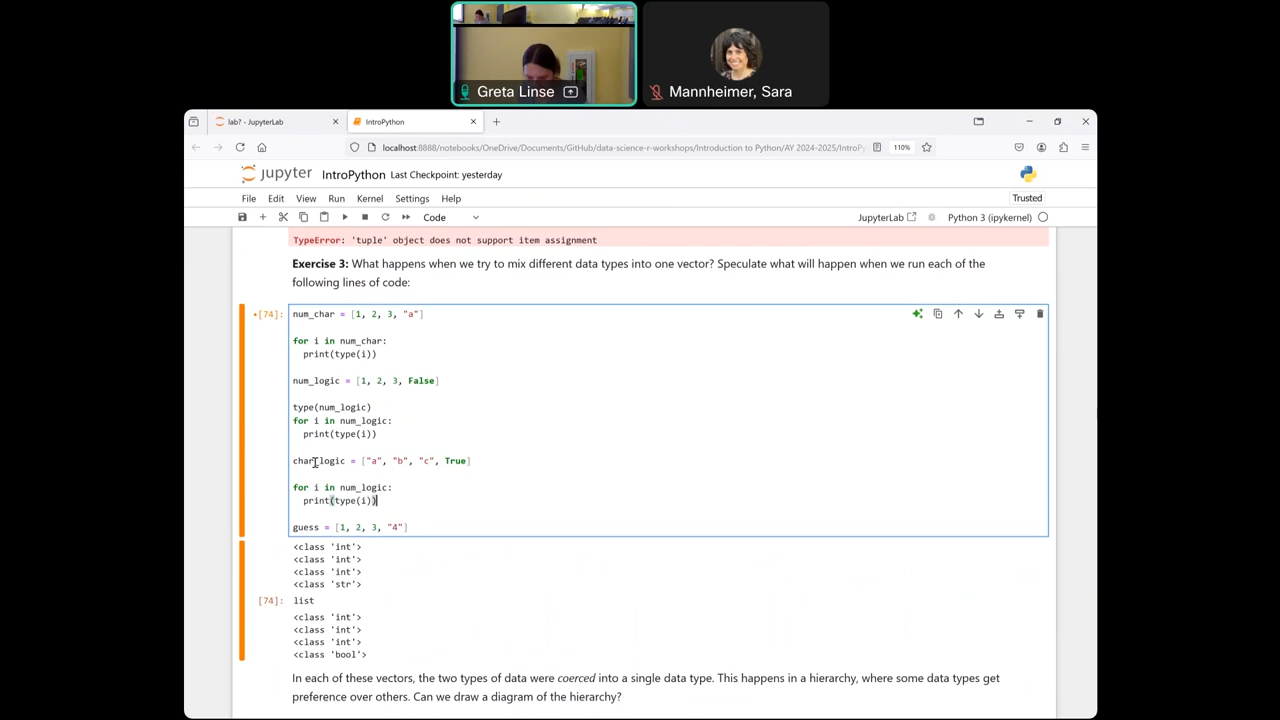 Greta Linse
Mannheimer, Sara
lab? - JupyterLab
IntroPython
localhost:8888/notebooks/OneDrive/Documents/GitHub/data-science-r-workshops/Introduction to Python/AY 2024-2025/IntroPy
110%
jupyter IntroPython Last Checkpoint: yesterday
File Edit View Run Kernel Settings Help
Trusted
Code
JupyterLab
Python 3 (ipykernel)
TypeError: 'tuple' object does not support item assignment
Exercise 3: What happens when we try to mix different data types into one vector? Speculate what will happen when we run each of the
following lines of code:
[74]: num_char = [1, 2, 3, "a"]
for i in num_char:
print(type(i))
num_logic = [1, 2, 3, False]
type(num_logic)
for i in num_logic:
print(type(i))
char_logic = ["a", "b", "c", True]
for i in num_logic:
print(type(i))
guess = [1, 2, 3, "4"]
<class 'int'>
<class 'int'>
<class 'int'>
<class 'str'>
[74]: list
<class 'int'>
<class 'int'>
<class 'int'>
<class 'bool'>
In each of these vectors, the two types of data were coerced into a single data type. This happens in a hierarchy, where some data types get
preference over others. Can we draw a diagram of the hierarchy?